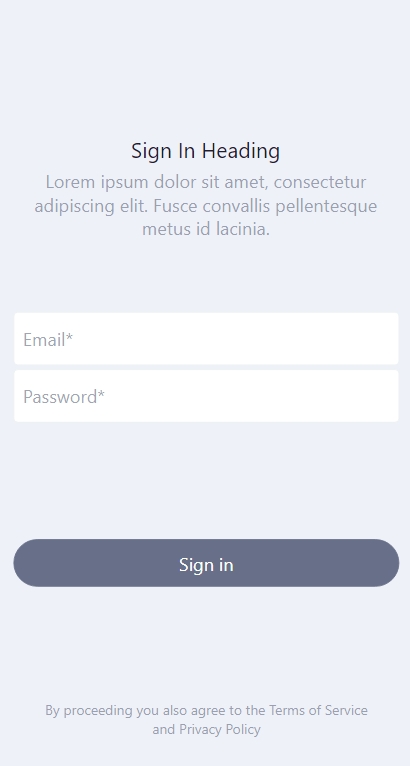 Sign In Heading
Lorem ipsum dolor sit amet, consectetur
adipiscing elit. Fusce convallis pellentesque
metus id lacinia.
Email*
Password*
Sign in
By proceeding you also agree to the Terms of Service
and Privacy Policy